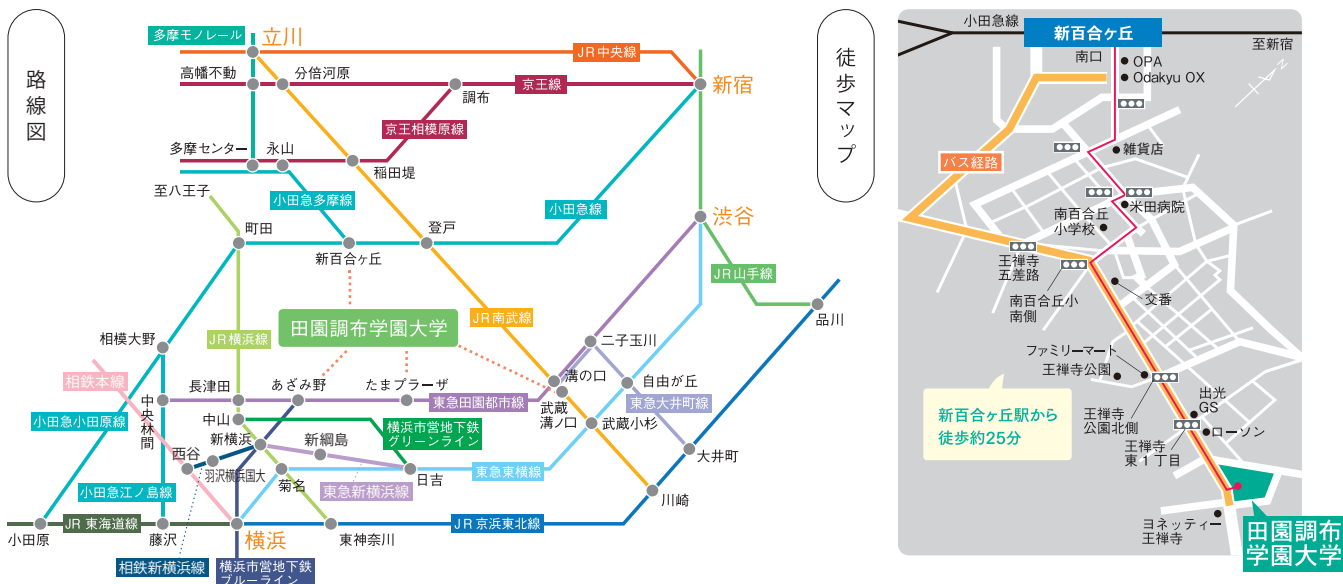 路線図
多摩モノレール
立川
JR中央線
高幡不動
分倍河原
京王線
新宿
調布
京王相模原線
多摩センター
永山
稲田堤
至八王子
小田急多摩線
小田急線
渋谷
町田
登戸
新百合ヶ丘
JR山手線
品川
JR南武線
田園調布学園大学
JR横浜線
相模大野
二子玉川
相鉄本線
長津田
あざみ野
たまプラーザ
溝の口
自由が丘
東急田園都市線
東急大井町線
小田急小田原線
中央林間
中山
武蔵
溝ノ口
武蔵小杉
横浜市営地下鉄
グリーンライン
新横浜
新綱島
大井町
西谷
羽沢横浜国大
日吉
東急東横線
菊名
東急新横浜線
小田急江ノ島線
川崎
JR 東海道線
JR 京浜東北線
小田原
藤沢
横浜
東神奈川
相鉄新横浜線
横浜市営地下鉄
ブルーライン
徒歩マップ
小田急線
新百合ヶ丘
至新宿
南口
OPA
Odakyu OX
N
雑貨店
バス経路
米田病院
南百合丘
小学校
王禅寺
五差路
南百合丘小
南側
交番
ファミリーマート
王禅寺公園
王禅寺
公園北側
出光
GS
ローソン
王禅寺
東1丁目
新百合ヶ丘駅から
徒歩約25分
ヨネッティー
王禅寺
田園調布
学園大学